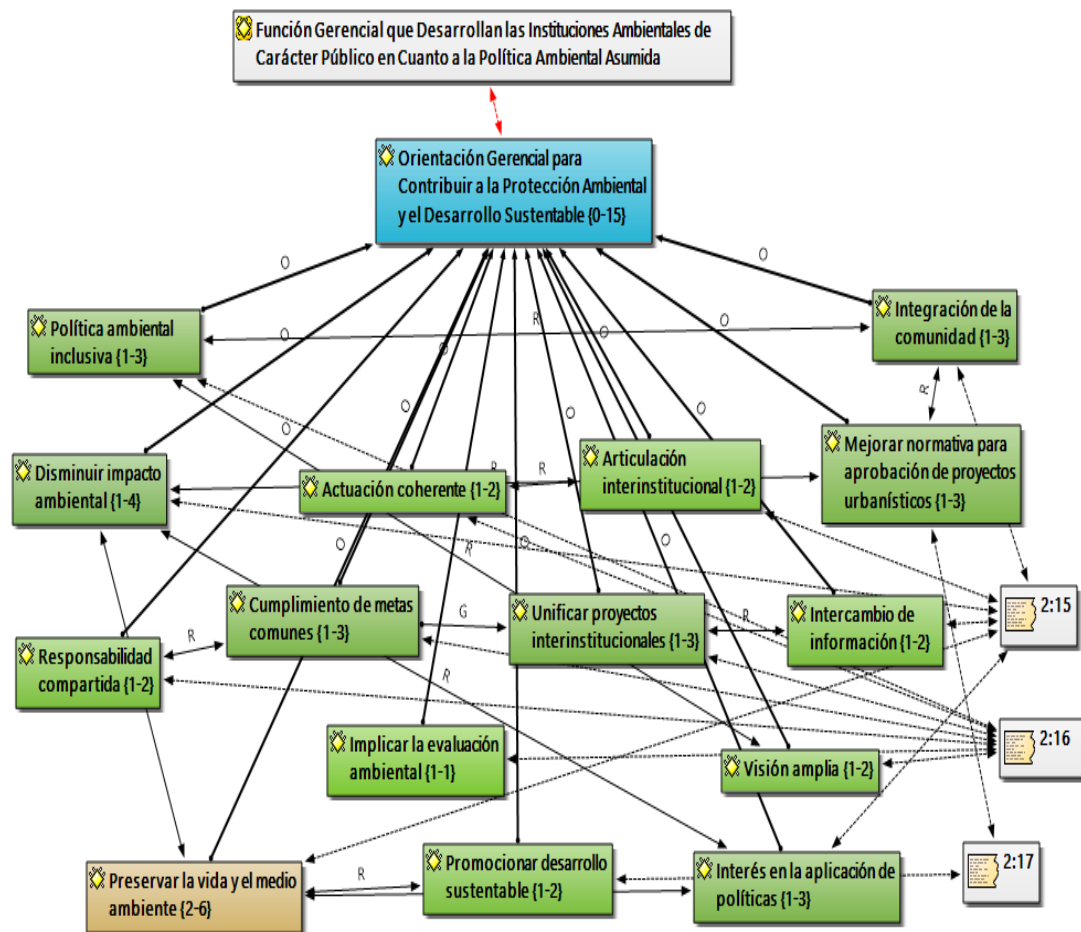 Función Gerencial que Desarrollan las Instituciones Ambientales de
Carácter Público en Cuanto a la Política Ambiental Asumida
Orientación Gerencial para
Contribuir a la Protección Ambiental
y el Desarrollo Sustentable {0-15}
O
O
Política ambiental
inclusiva {1-3}
R
Integración de la
comunidad {1-3}
O
O
O
O
O
R
Disminuir impacto
ambiental {1-4}
O
O
O
O
O
Actuación coherente {1-2}
R
R
Articulación
interinstitucional {1-2}
Mejorar normativa para
aprobación de proyectos
urbanísticos {1-3}
O
O
R
O
Responsabilidad
compartida {1-2}
R
Cumplimiento de metas
comunes {1-3}
G
Unificar proyectos
interinstitucionales {1-3}
R
Intercambio de
información {1-2}
2:15
R
Implicar la evaluación
ambiental {1-1}
Visión amplia {1-2}
2:16
Preservar la vida y el medio
ambiente {2-6}
R
Promocionar desarrollo
sustentable {1-2}
Interés en la aplicación de
políticas {1-3}
2:17